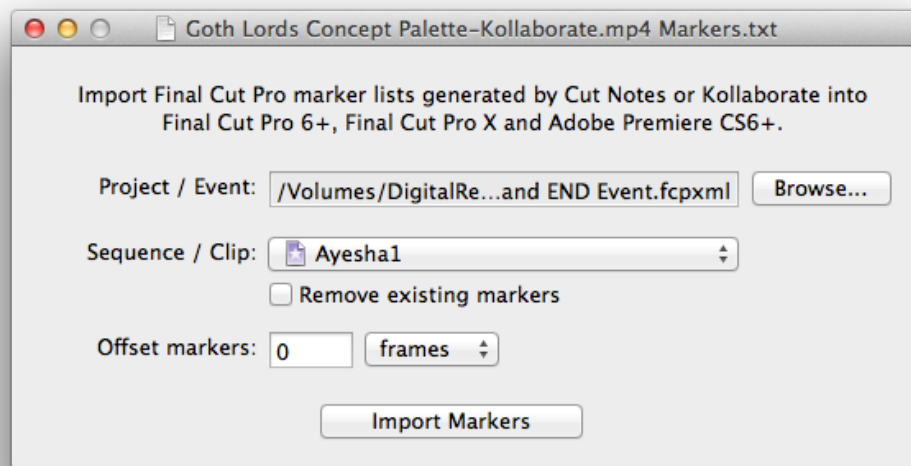 Goth Lords Concept Palette-Kollaborate.mp4 Markers.txt
Import Final Cut Pro marker lists generated by Cut Notes or Kollaborate into
Final Cut Pro 6+, Final Cut Pro X and Adobe Premiere CS6+.
Project / Event: /Volumes/DigitalRe...and END Event.fcpxml Browse...
Sequence / Clip: Ayesha1
Remove existing markers
Offset markers: 0 frames
Import Markers